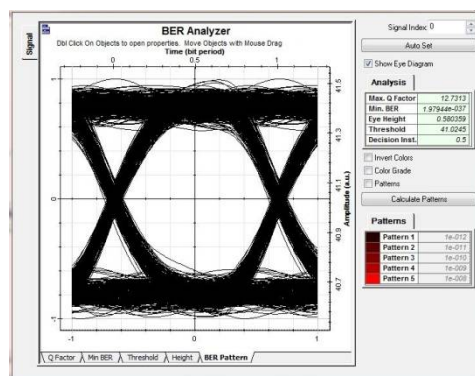 BER Analyzer
Dbl Click On Objects to open properties. Move Objects with Mouse Drag
Time (bit period)
Signal
0 0.5 1
1
0
-1
41.5
41.3
41.1
40.9
40.7
Amplitude (a.u.)
-1 0 1
Q Factor Min BER Threshold Height BER Pattern
Signal Index: 0
Auto Set
Show Eye Diagram
Analysis
Max. Q Factor 12.7313
Min. BER 1.97944e-037
Eye Height 0.580359
Threshold 41.0245
Decision Inst. 0.5
Invert Colors
Color Grade
Patterns
Calculate Patterns
Patterns
Pattern 1 1e-012
Pattern 2 1e-011
Pattern 3 1e-010
Pattern 4 1e-009
Pattern 5 1e-008